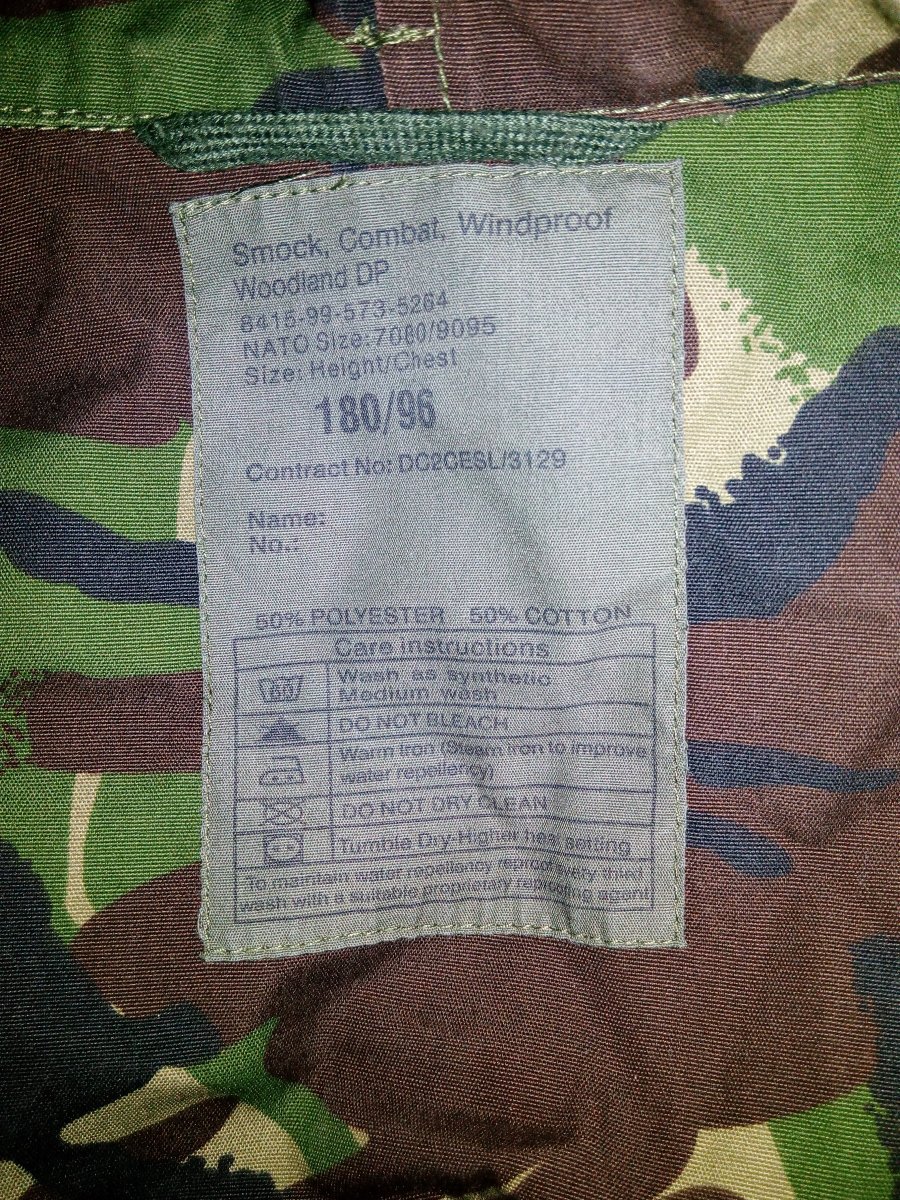 Smock, Combat, Windproof
Woodland DP
8415-99-573-5264
NATO Size: 7080/9095
Size: Height/Chest
180/96
Contract No: DC2CESL/3129
Name:
No.:
50% POLYESTER 50% COTTON
Care instructions
60 Wash as synthetic
Medium wash
DO NOT BLEACH
Warm Iron (Steam iron to improve
water repellency)
DO NOT DRY CLEAN
Tumble Dry-Higher heat setting
To maintain water repellency reproof every third
wash with a suitable proprietary reproofing agent